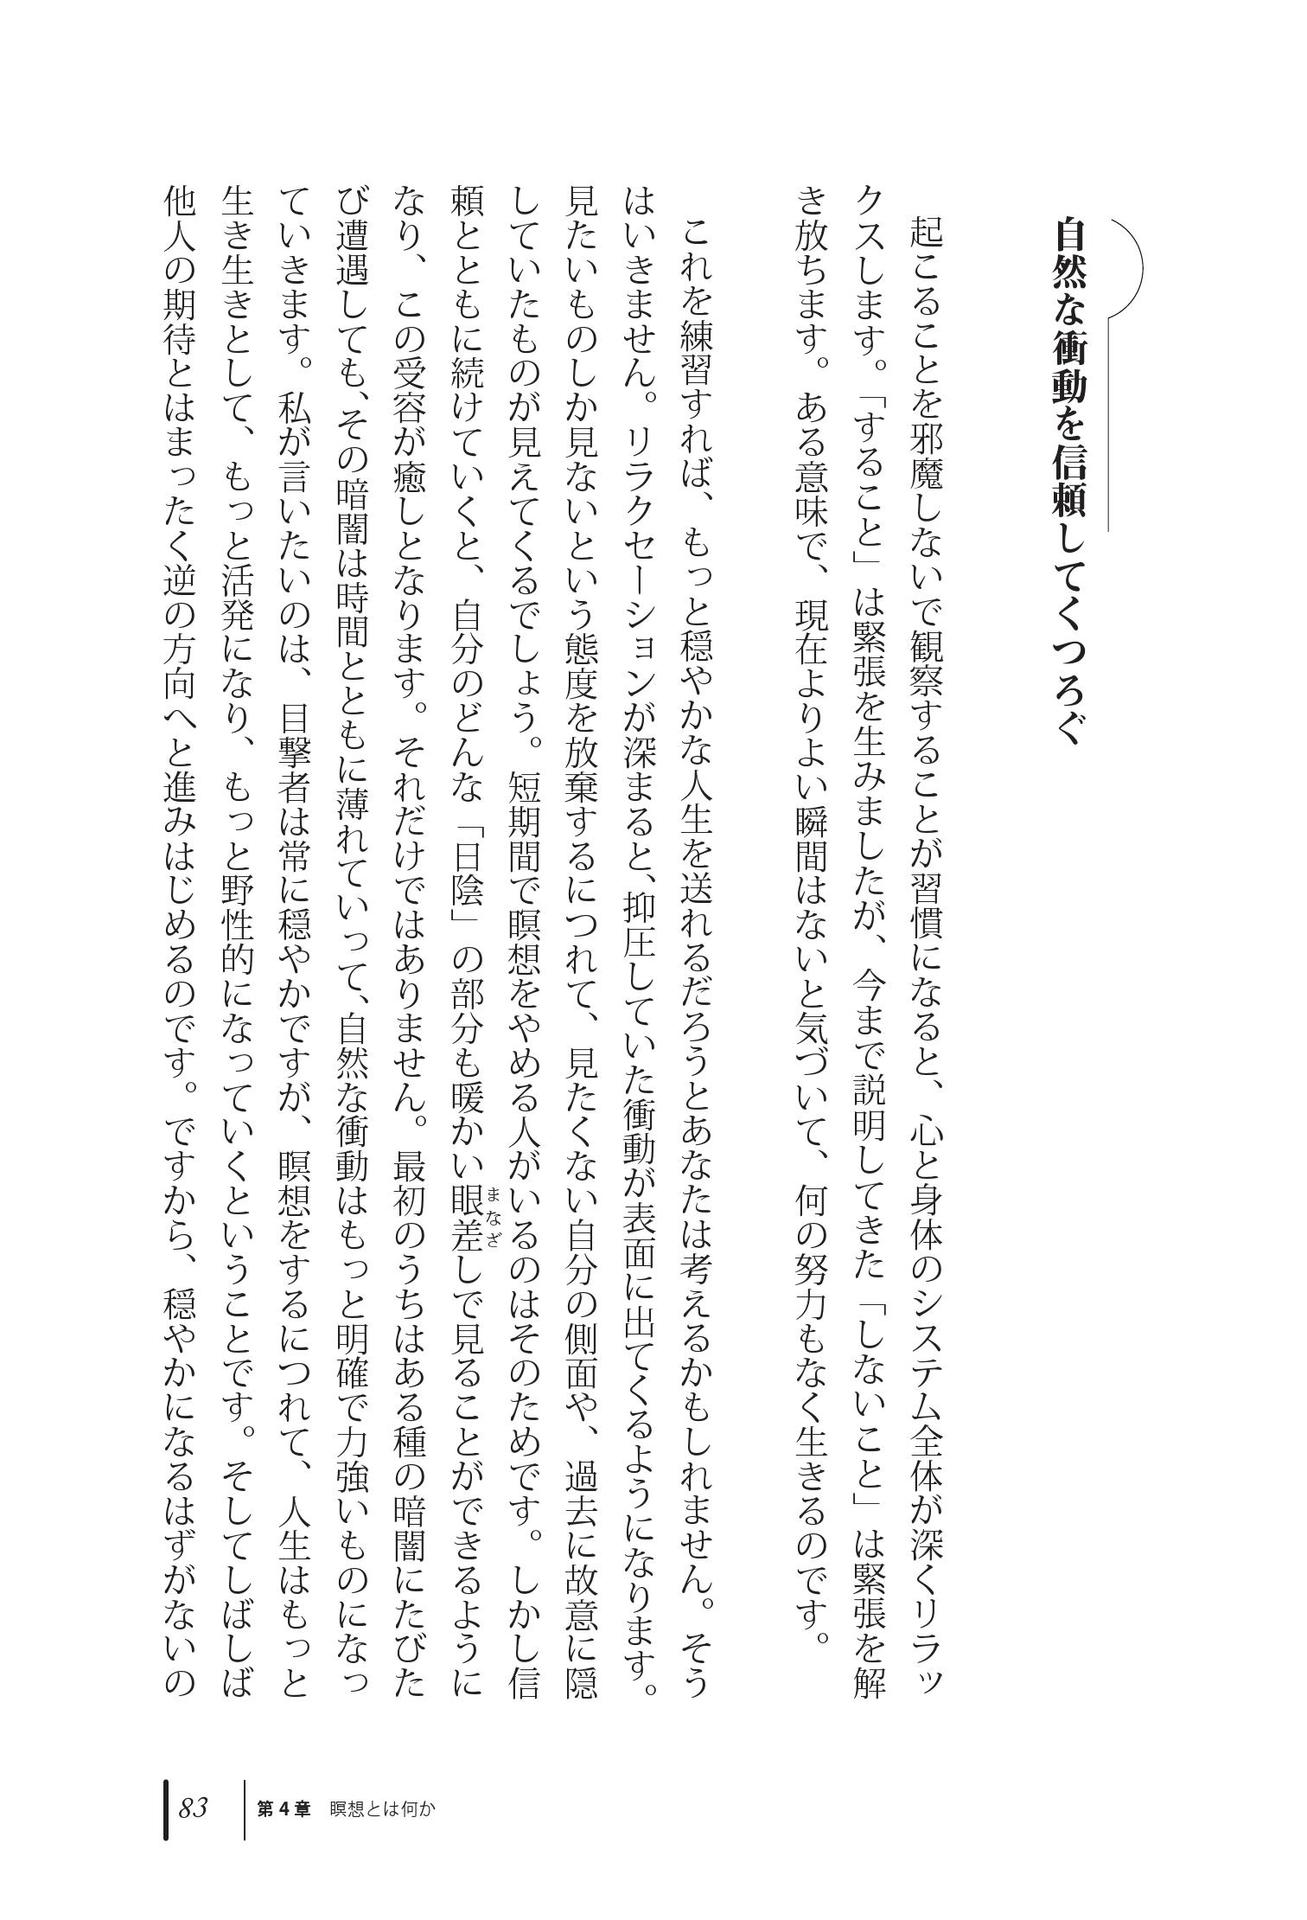 自然な衝動を信頼してくつろぐ
起こることを邪魔しないで観察することが習慣になると、心と身体のシステム全体が深くリラッ
クスします。「すること」は緊張を生みましたが、今まで説明してきた「しないこと」は緊張を解
き放ちます。ある意味で、現在よりよい瞬間はないと気づいて、何の努力もなく生きるのです。
これを練習すれば、もっと穏やかな人生を送れるだろうとあなたは考えるかもしれません。そう
はいきません。リラクセーションが深まると、抑圧していた衝動が表面に出てくるようになります。
見たいものしか見ないという態度を放棄するにつれて、見たくない自分の側面や、過去に故意に隠
していたものが見えてくるでしょう。短期間で瞑想をやめる人がいるのはそのためです。しかし信
頼とともに続けていくと、自分のどんな「日陰」の部分も暖かい眼差しで見ることができるように
まなざ
なり、この受容が癒しとなります。それだけではありません。最初のうちはある種の暗闇にたびた
び遭遇しても、その暗闇は時間とともに薄れていって、自然な衝動はもっと明確で力強いものになっ
ていきます。私が言いたいのは、目撃者は常に穏やかですが、瞑想をするにつれて、人生はもっと
生き生きとして、もっと活発になり、もっと野性的になっていくということです。そしてしばしば
他人の期待とはまったく逆の方向へと進みはじめるのです。ですから、穏やかになるはずがないの
83 第4章 瞑想とは何か